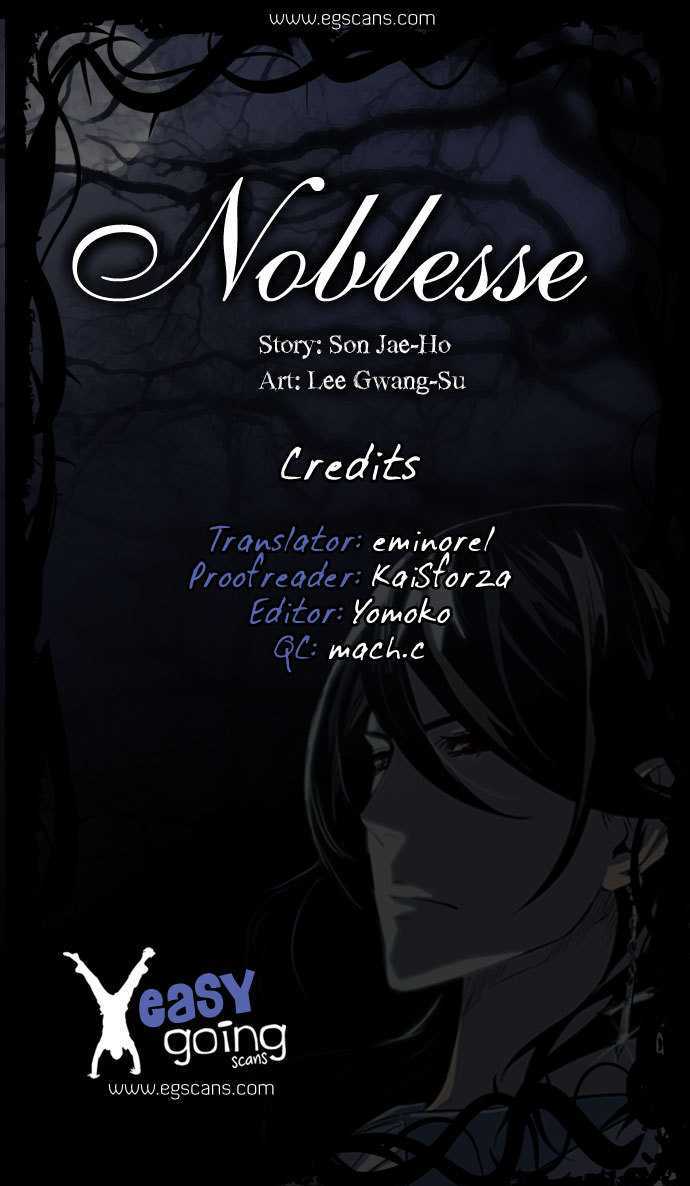 www.egscans.com
Noblesse
Story: Son Jae-Ho
Art: Lee Gwang-Su
Credits
Translator: eminorel
Proofreader: KaiSforza
Editor: Yomoko
QC: mach.c
easy
going
scans
www.egscans.com